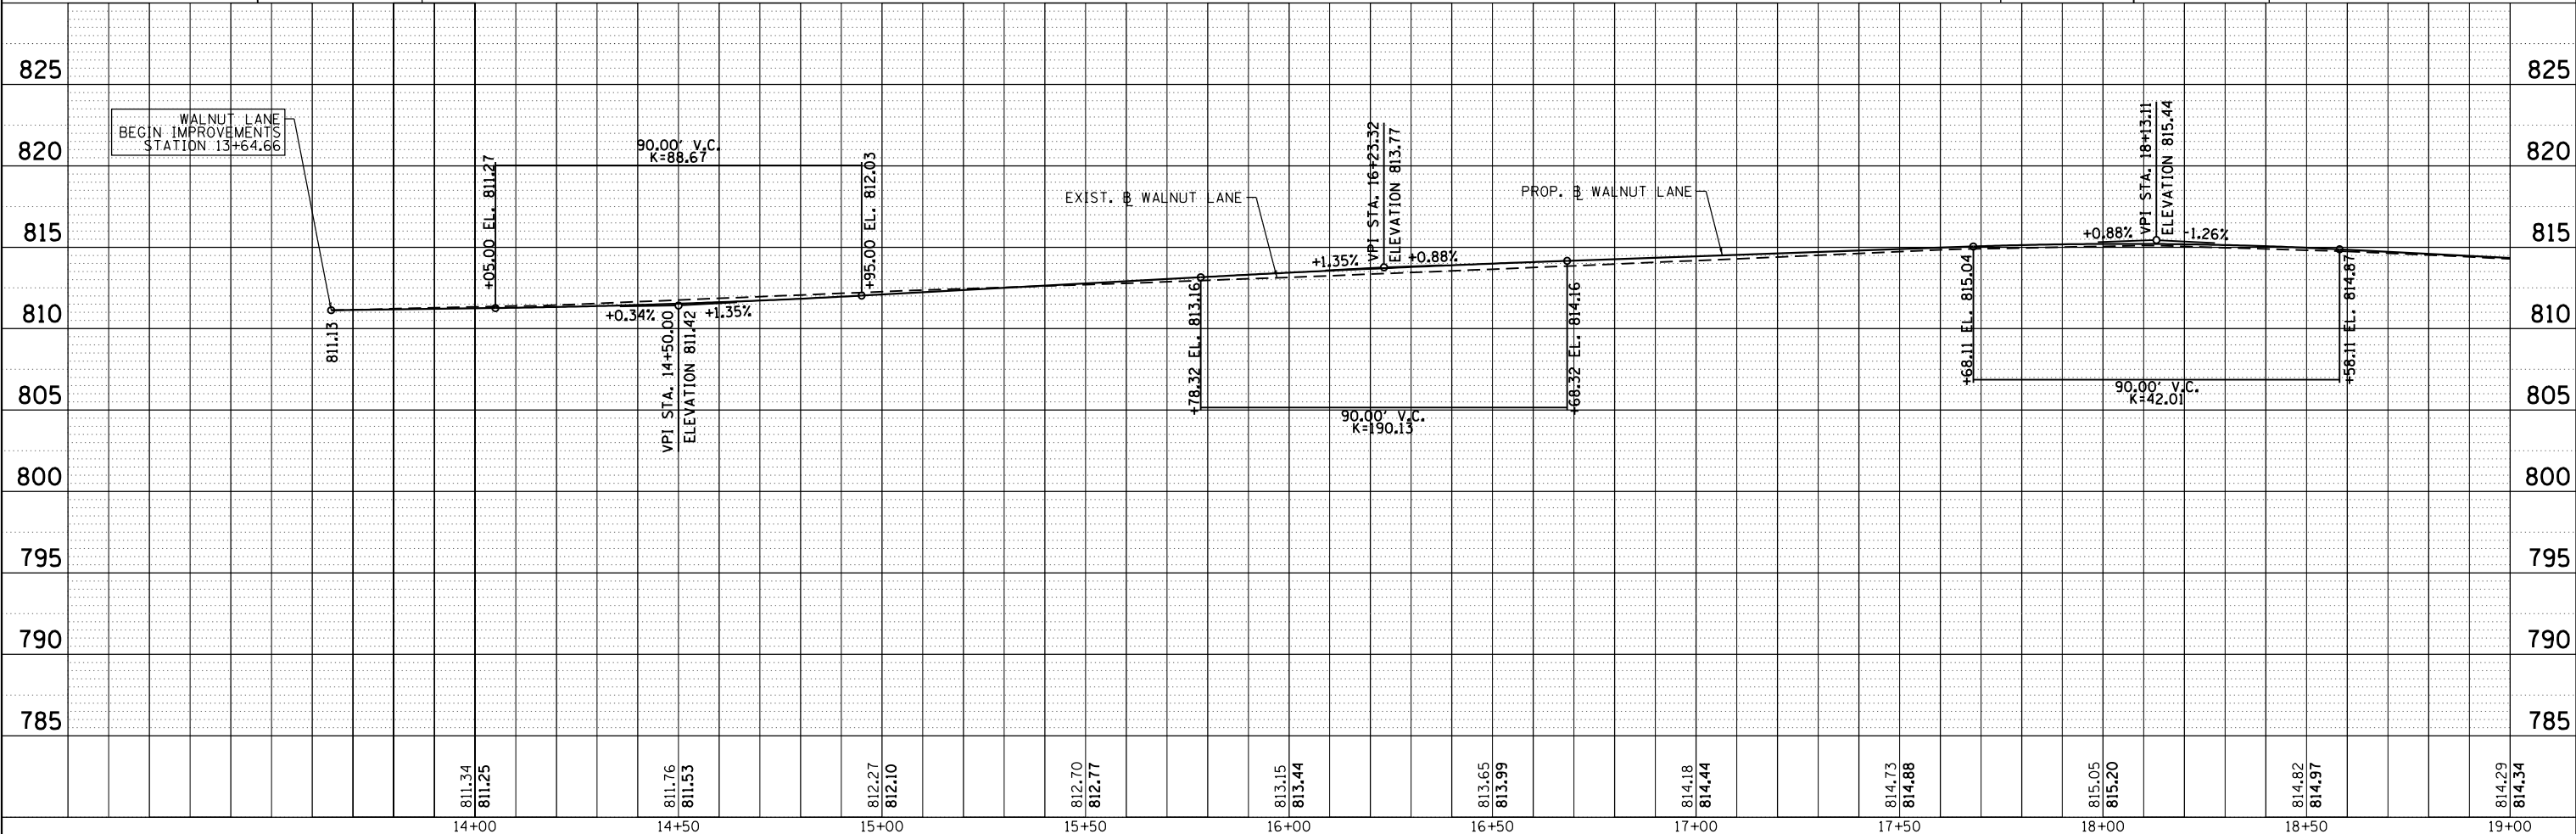 825
825
WALNUT LANE
BEGIN IMPROVEMENTS
STATION 13+64.66
820
820
90.00' V.C.
K=88.67
+05.00 EL. 811.27
+95.00 EL. 812.03
EXIST. ℄ WALNUT LANE
VPI STA. 16+23.32
ELEVATION 813.77
PROP. ℄ WALNUT LANE
VPI STA. 18+13.11
ELEVATION 815.44
815
815
+1.35%
+0.88%
+0.88%
-1.26%
810
810
811.13
+0.34%
+1.35%
VPI STA. 14+50.00
ELEVATION 811.42
+78.32 EL. 813.16
+68.32 EL. 814.16
+68.11 EL. 815.04
+58.11 EL. 814.87
805
805
90.00' V.C.
K=190.13
90.00' V.C.
K=42.01
800
800
795
795
790
790
785
785
811.34
811.25
811.76
811.53
812.27
812.10
812.70
812.77
813.15
813.44
813.65
813.99
814.18
814.44
814.73
814.88
815.05
815.20
814.82
814.97
814.29
814.34
14+00
14+50
15+00
15+50
16+00
16+50
17+00
17+50
18+00
18+50
19+00